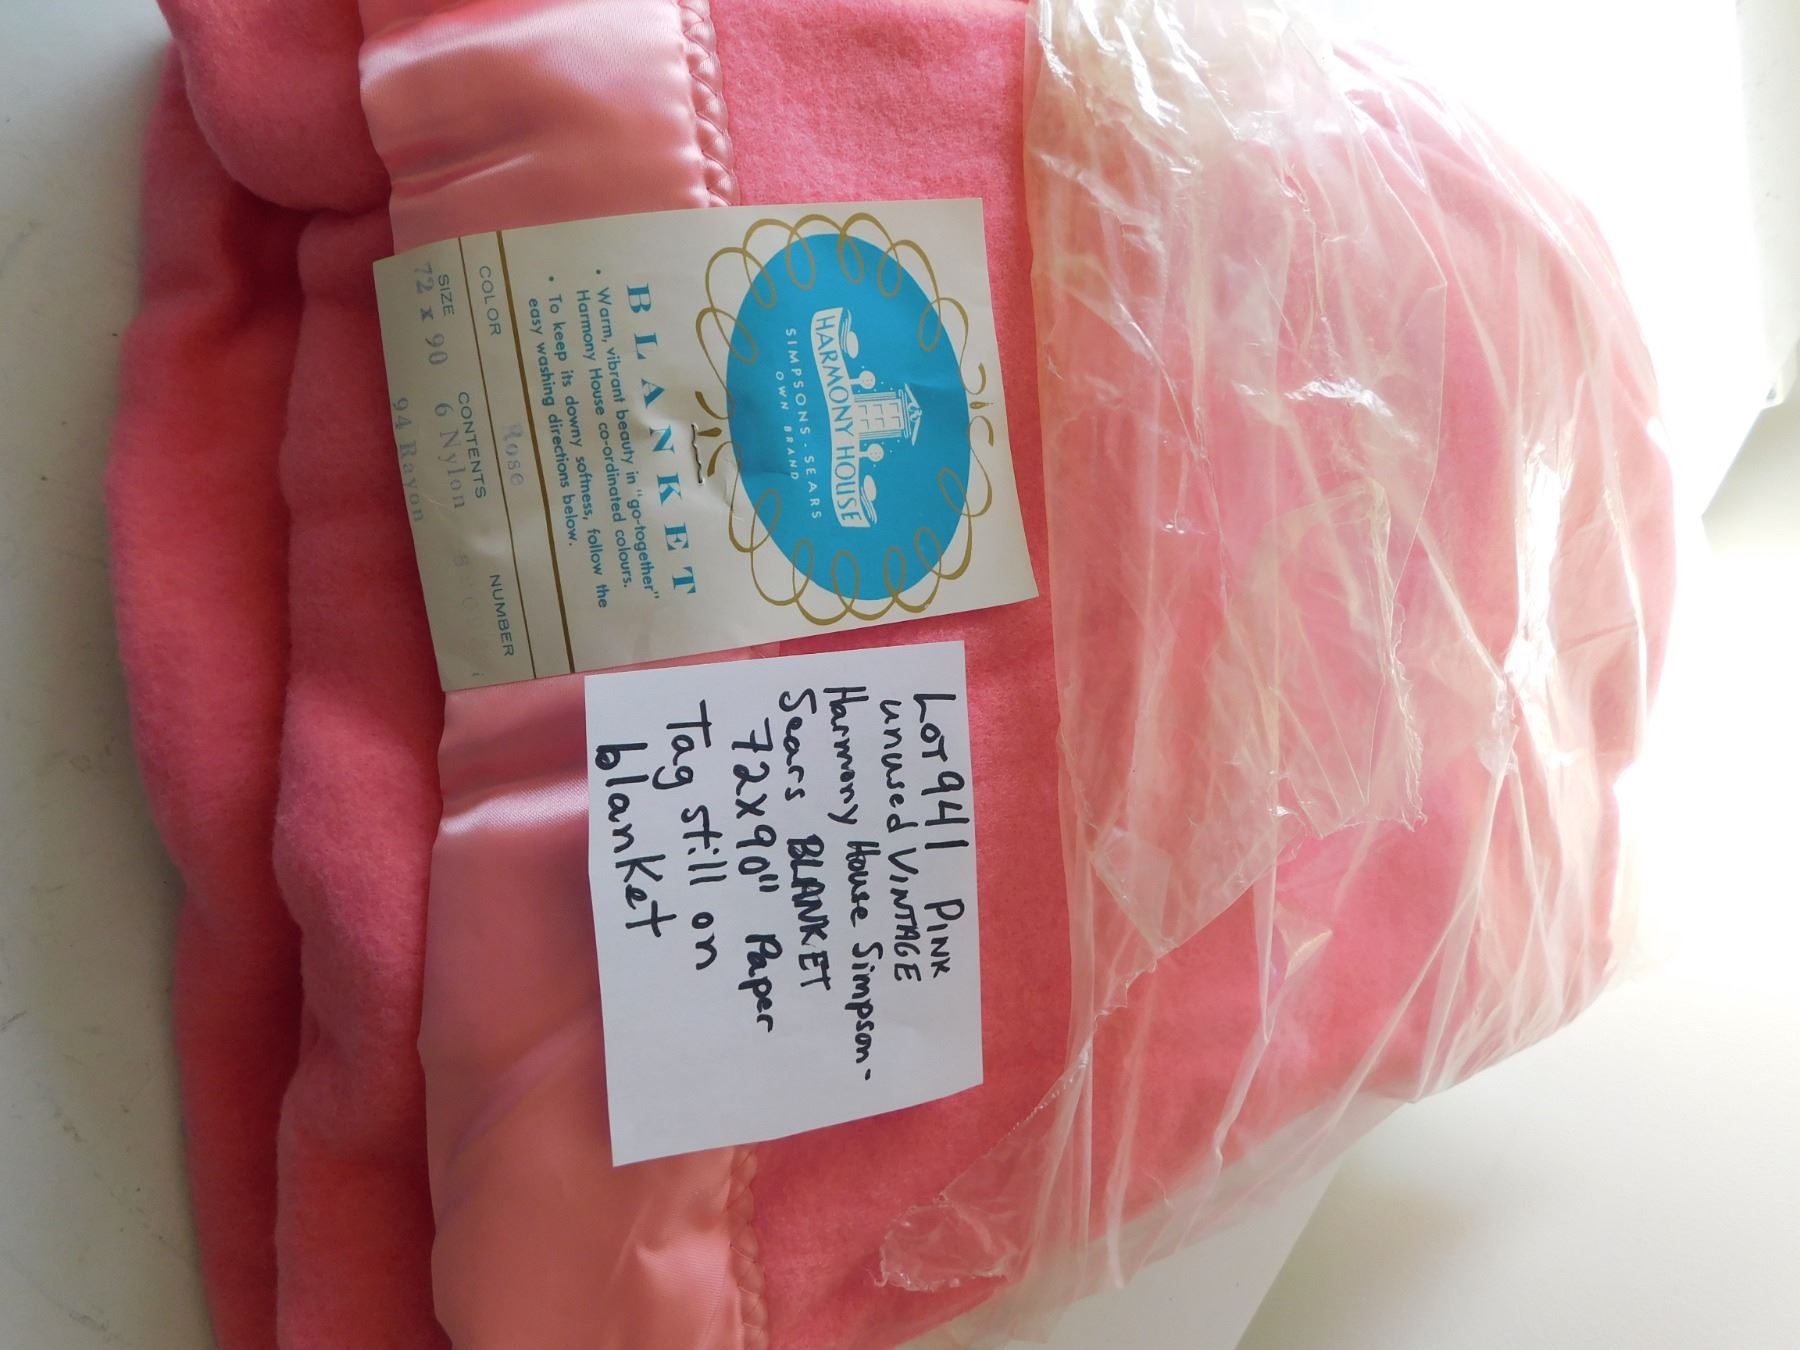 HARMONY HOUSE
SIMPSONS-SEARS
OWN BRAND
BLANKET
• Warm, vibrant beauty in "go-together"
Harmony House co-ordinated colours.
• To keep its downy softness, follow the
easy washing directions below.
COLOR Rose
SIZE CONTENTS NUMBER
72 x 90 6 Nylon
94 Rayon
LOT 941 PINK
unused VINTAGE
Harmony House Simpson-
Sears BLANKET
72x90" Paper
Tag still on
blanket